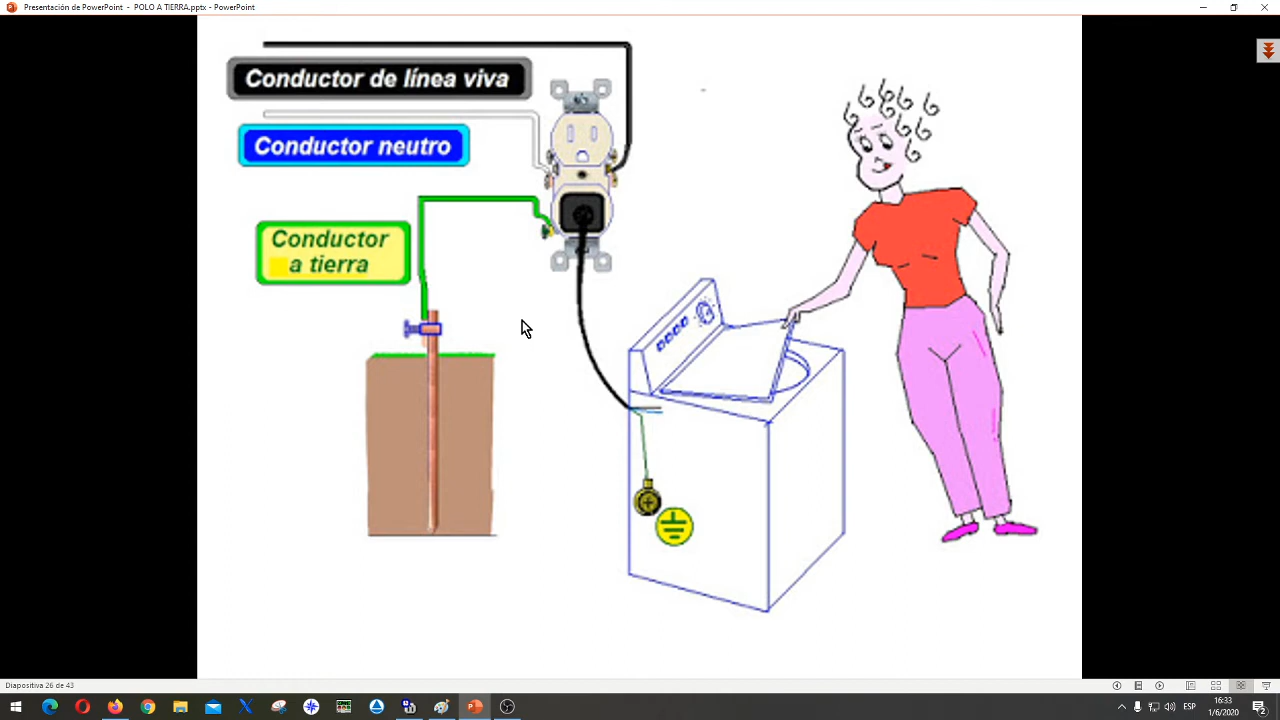 Presentación de PowerPoint - POLO A TIERRA.pptx - PowerPoint
Conductor de línea viva
Conductor neutro
Conductor
a tierra
Diapositiva 26 de 43
ESP
16:33
1/6/2020
2